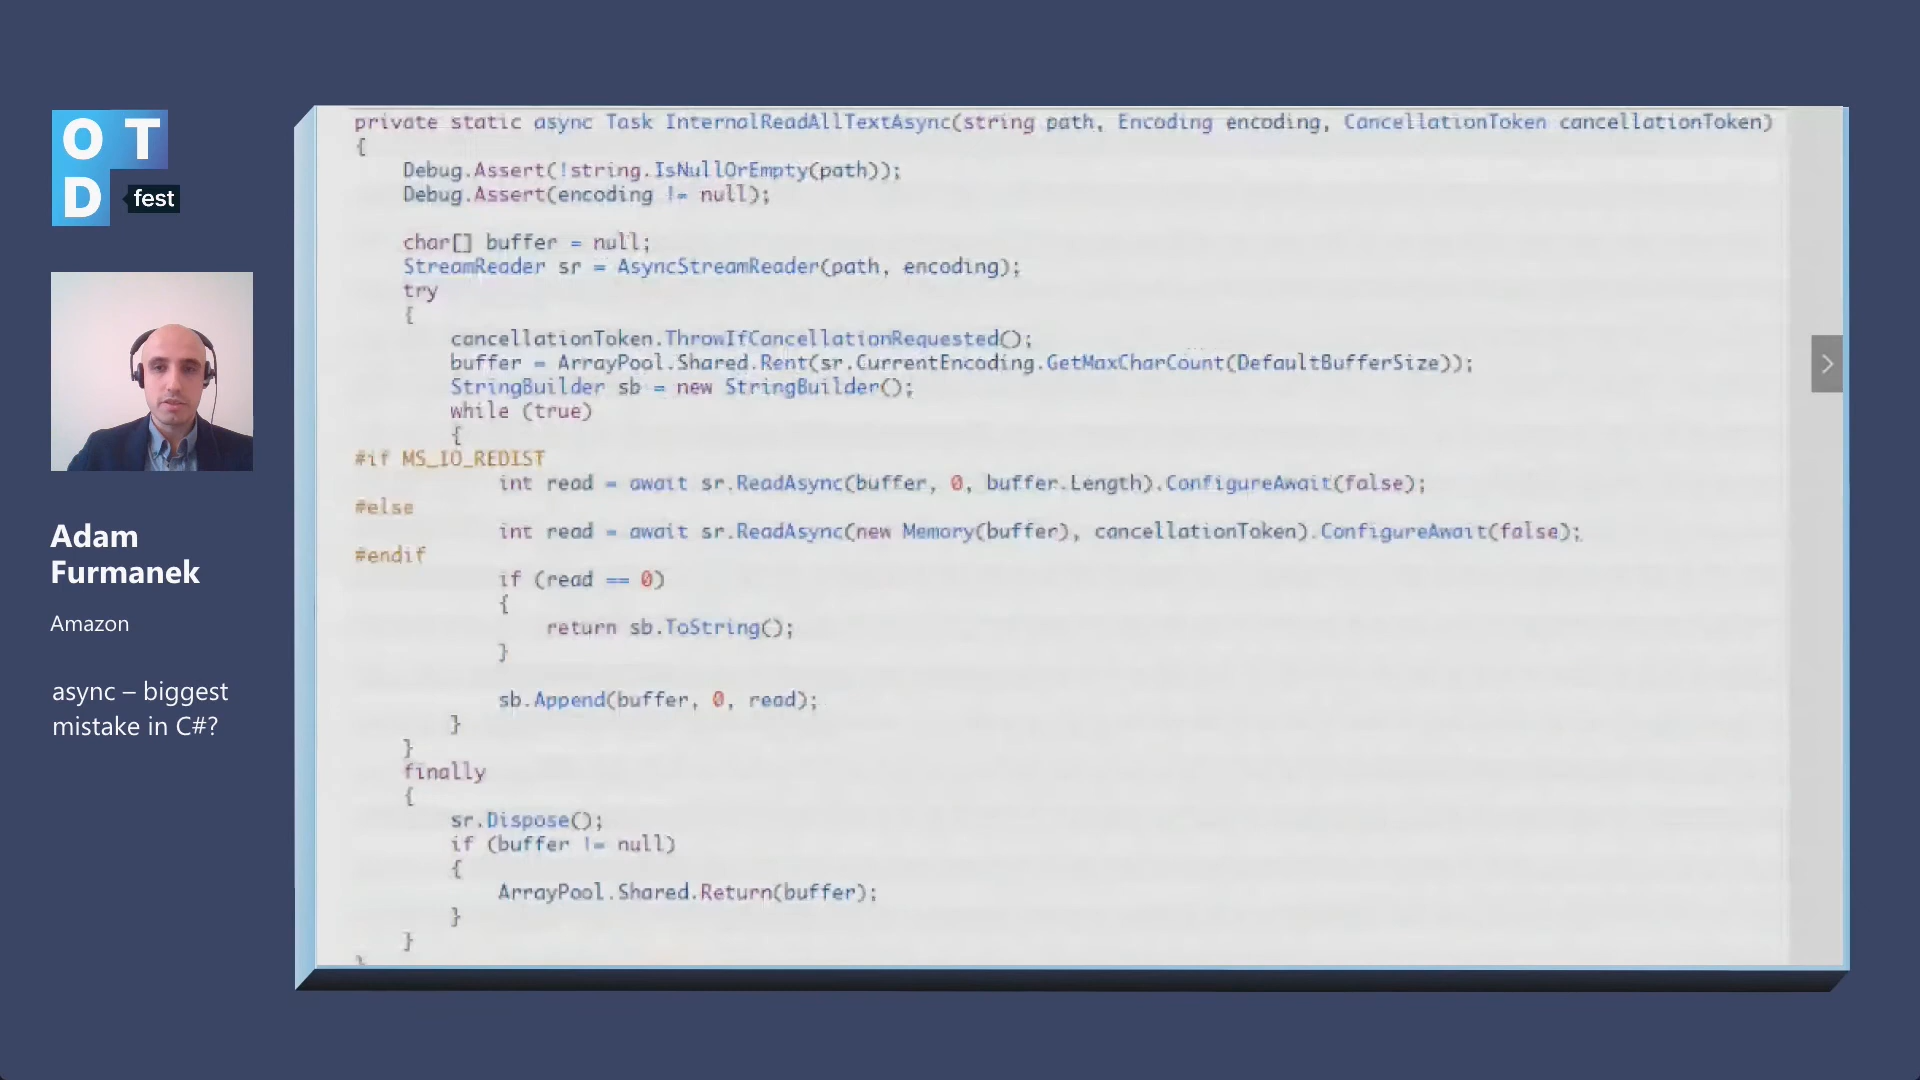 O T
D fest
Adam
Furmanek
Amazon
async – biggest
mistake in C#?
private static async Task InternalReadAllTextAsync(string path, Encoding encoding, CancellationToken cancellationToken)
{
Debug.Assert(!string.IsNullOrEmpty(path));
Debug.Assert(encoding != null);
char[] buffer = null;
StreamReader sr = AsyncStreamReader(path, encoding);
try
{
cancellationToken.ThrowIfCancellationRequested();
buffer = ArrayPool.Shared.Rent(sr.CurrentEncoding.GetMaxCharCount(DefaultBufferSize));
StringBuilder sb = new StringBuilder();
while (true)
{
#if MS_IO_REDIST
int read = await sr.ReadAsync(buffer, 0, buffer.Length).ConfigureAwait(false);
#else
int read = await sr.ReadAsync(new Memory(buffer), cancellationToken).ConfigureAwait(false);
#endif
if (read == 0)
{
return sb.ToString();
}
sb.Append(buffer, 0, read);
}
}
finally
{
sr.Dispose();
if (buffer != null)
{
ArrayPool.Shared.Return(buffer);
}
}
}